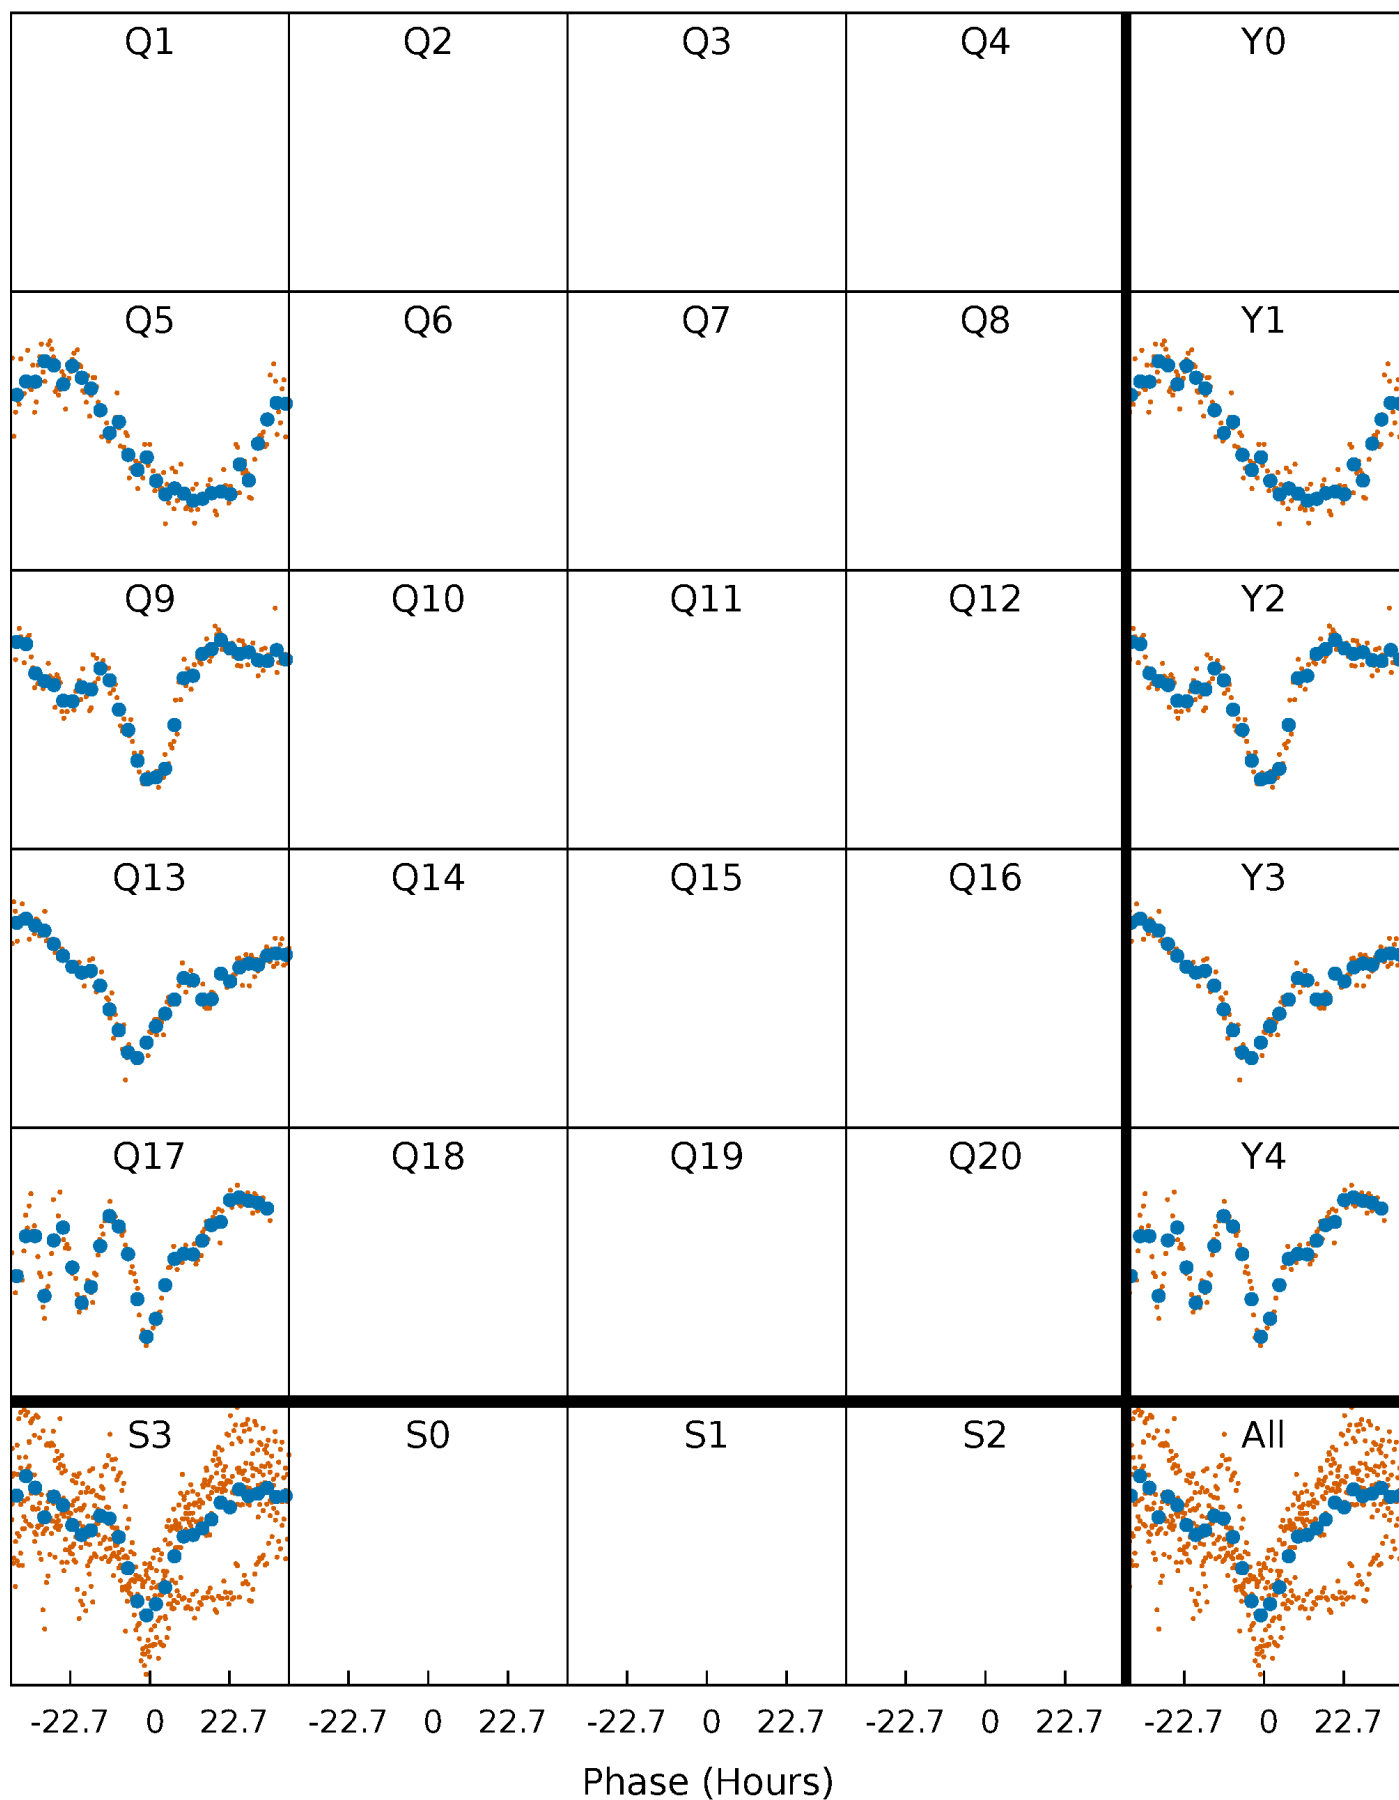 Q1 Q2 Q3 Q4 Y0
Q5 Q6 Q7 Q8 Y1
Q9 Q10 Q11 Q12 Y2
Q13 Q14 Q15 Q16 Y3
Q17 Q18 Q19 Q20 Y4
S3 S0 S1 S2 All
-22.7 0 22.7 -22.7 0 22.7 -22.7 0 22.7 -22.7 0 22.7 -22.7 0 22.7
Phase (Hours)